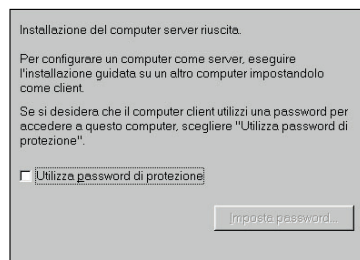 Installazione del computer server riuscita.
Per configurare un computer come server, eseguire
l'installazione guidata su un altro computer impostandolo
come client.
Se si desidera che il computer client utilizzi una password per
accedere a questo computer, scegliere "Utilizza password di
protezione".
Utilizza password di protezione
Imposta password...